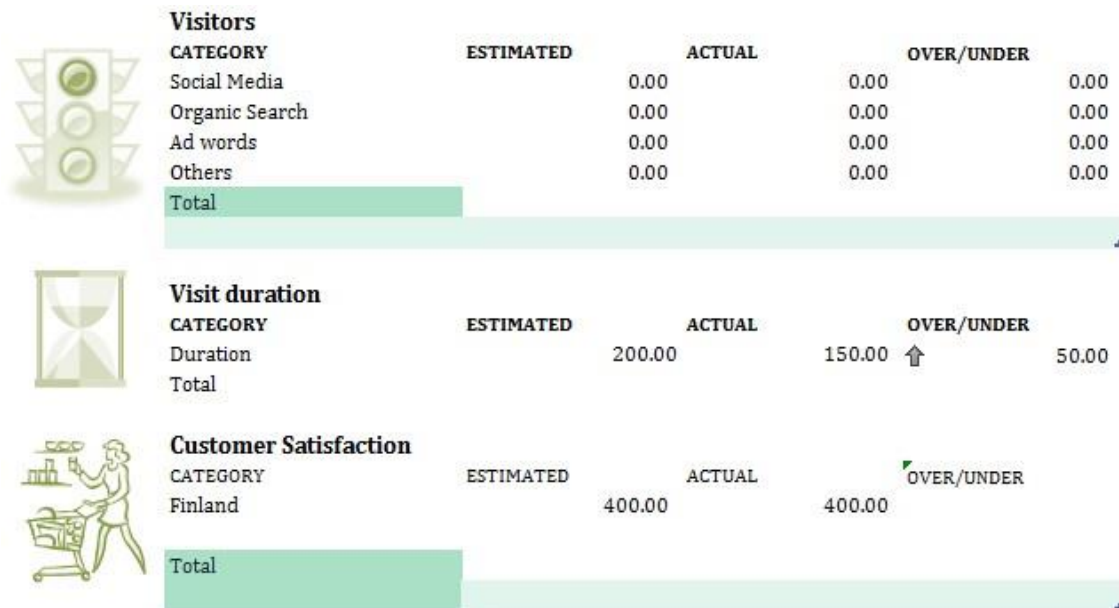 Visitors
CATEGORY ESTIMATED ACTUAL OVER/UNDER
Social Media 0.00 0.00 0.00
Organic Search 0.00 0.00 0.00
Ad words 0.00 0.00 0.00
Others 0.00 0.00 0.00
Total
Visit duration
CATEGORY ESTIMATED ACTUAL OVER/UNDER
Duration 200.00 150.00 50.00
Total
Customer Satisfaction
CATEGORY ESTIMATED ACTUAL OVER/UNDER
Finland 400.00 400.00
Total